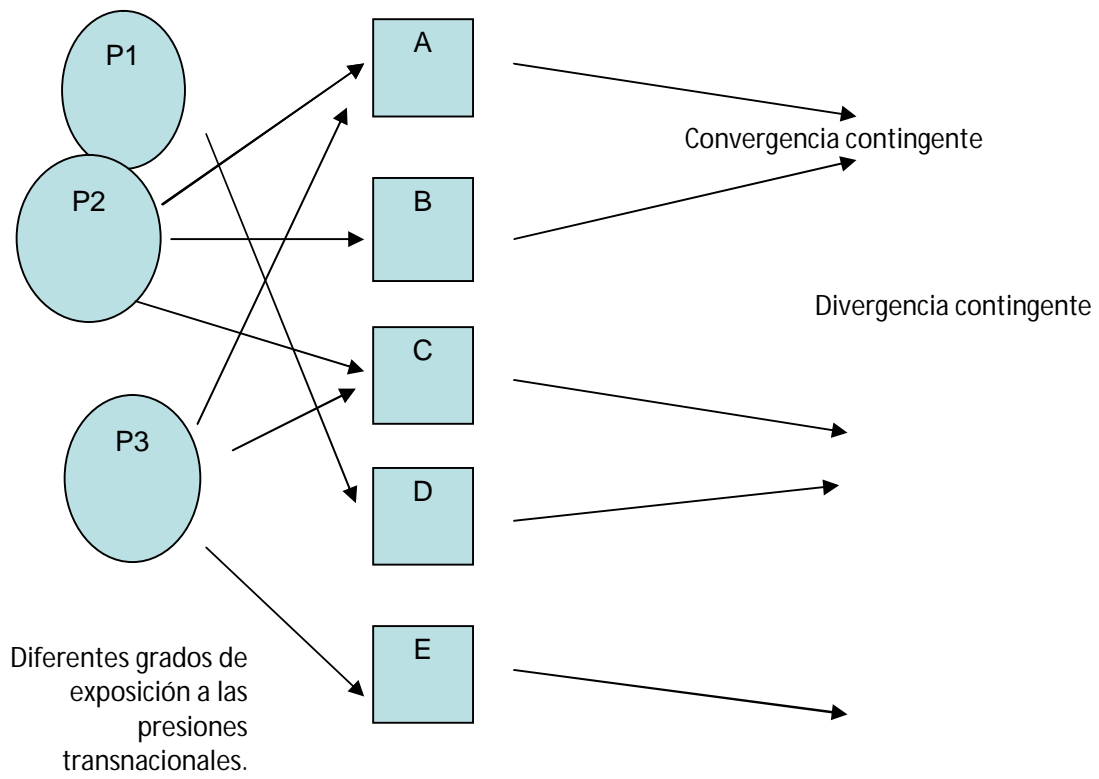 P1
A
Convergencia contingente
P2
B
Divergencia contingente
C
P3
D
E
Diferentes grados de
exposición a las
presiones
transnacionales.